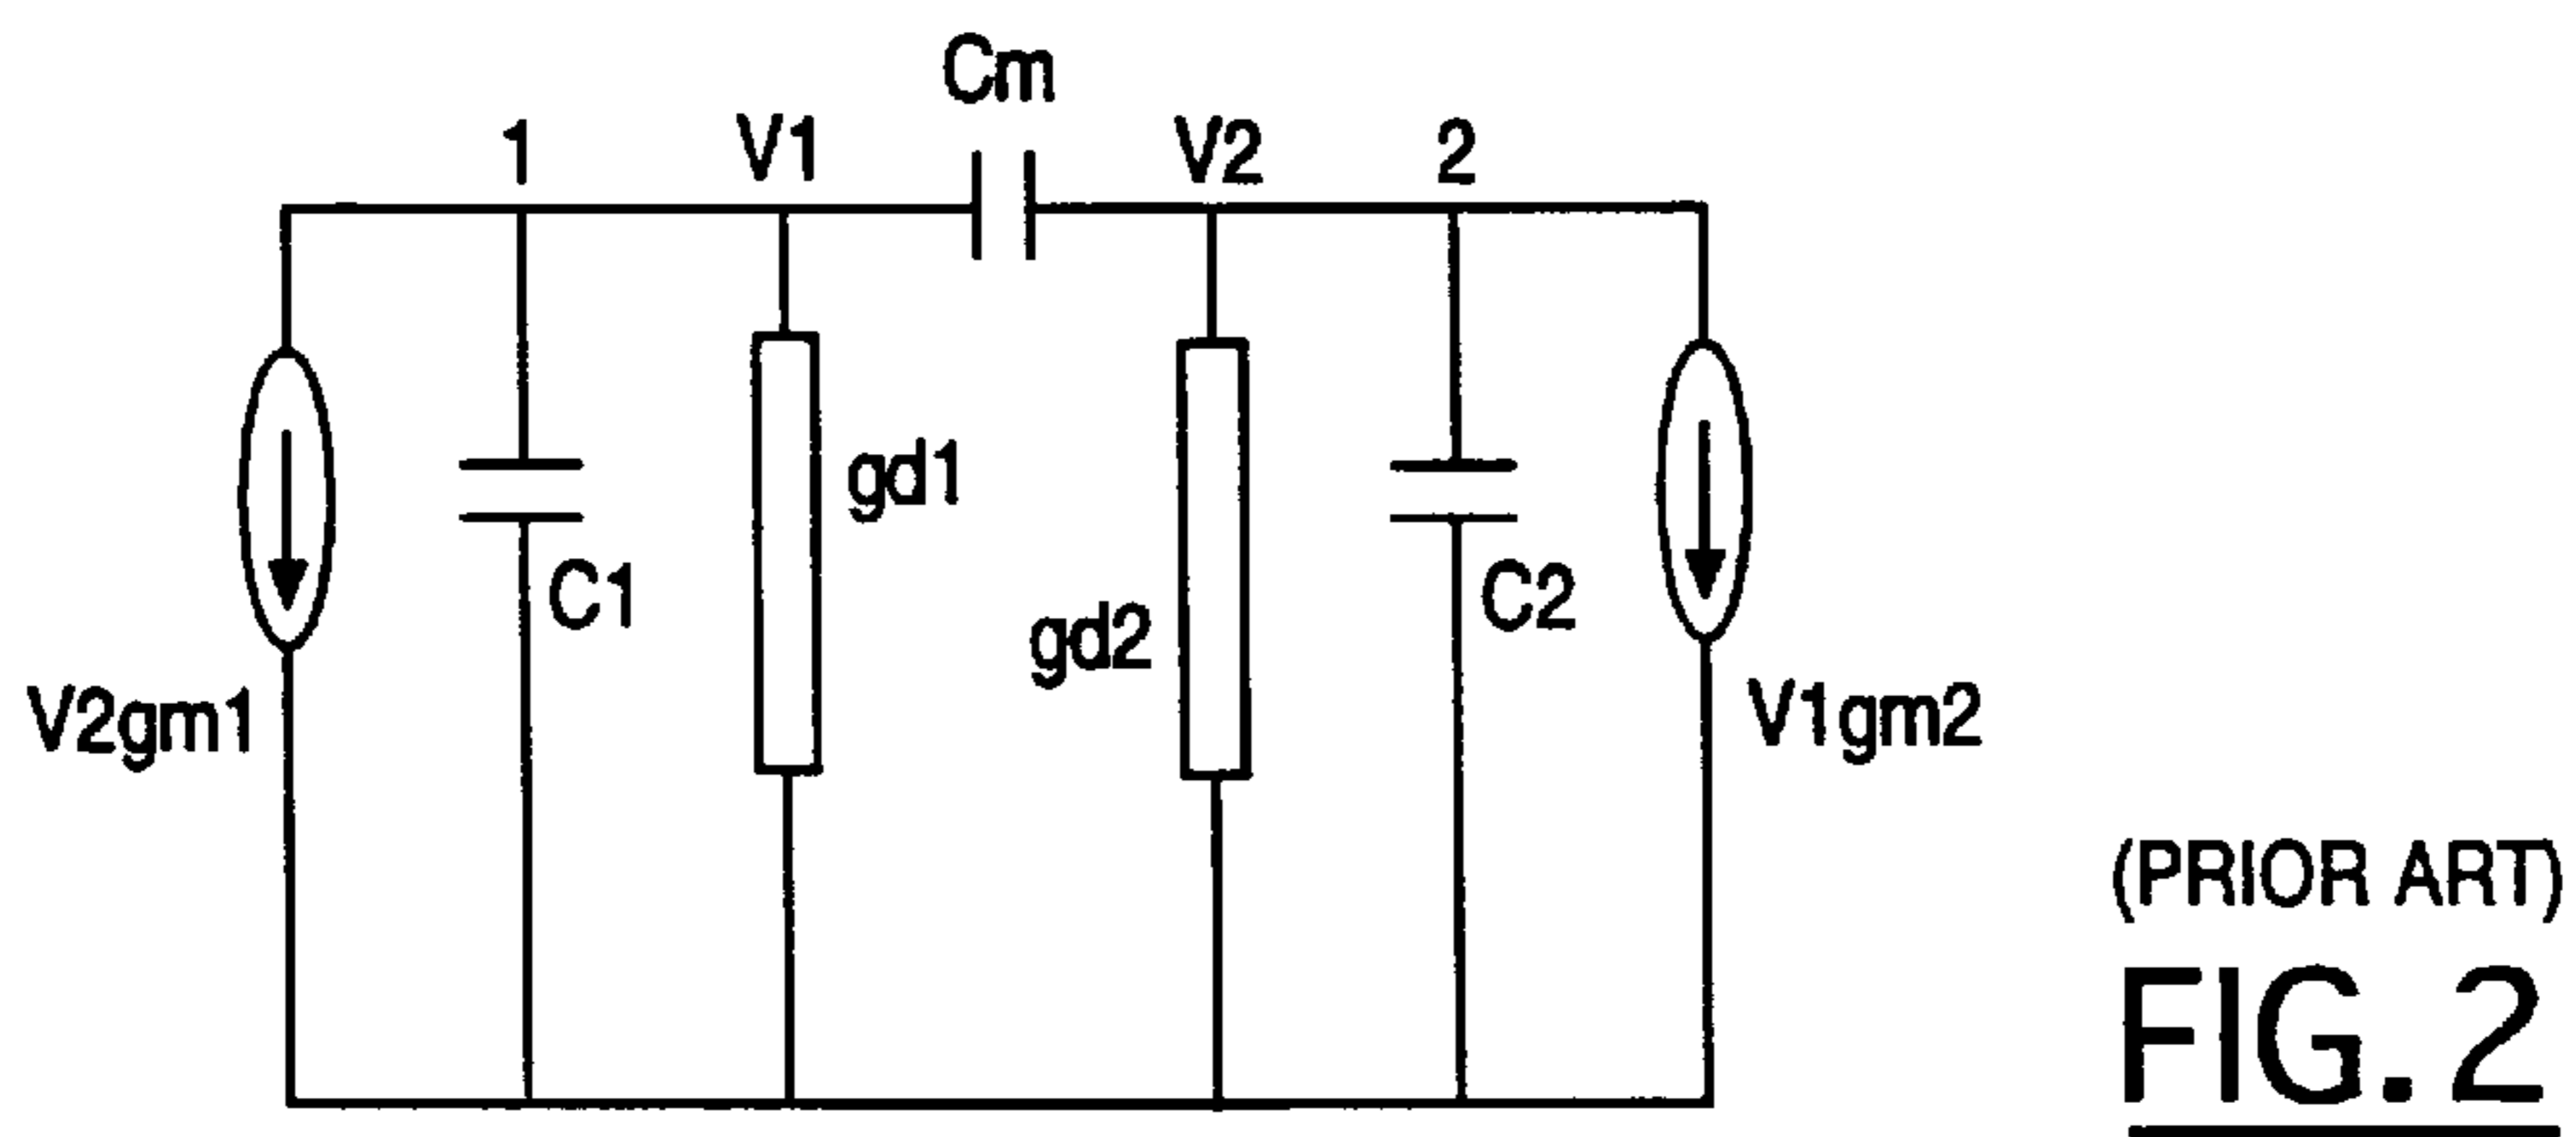 Cm
1 V1 V2 2
gd1
C1 gd2 C2
V2gm1 V1gm2
(PRIOR ART)
FIG. 2